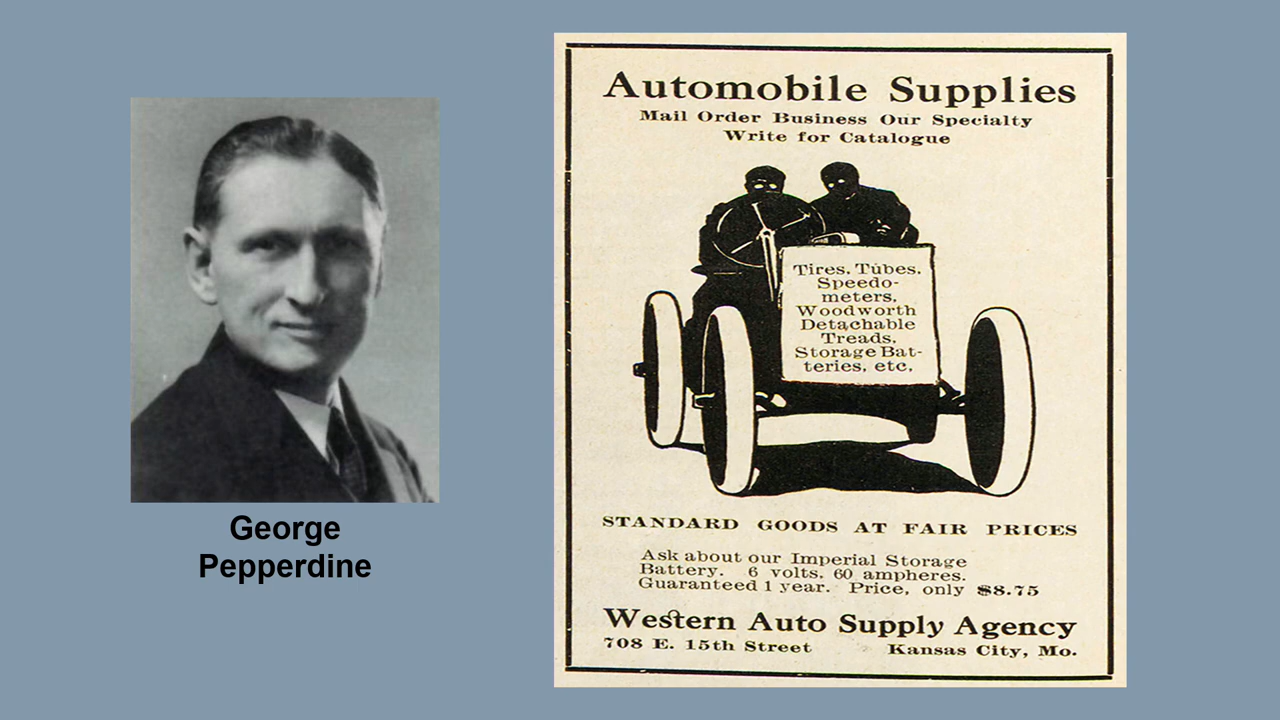 George
Pepperdine
Automobile Supplies
Mail Order Business Our Specialty
Write for Catalogue
Tires, Tubes,
Speedo-
meters,
Woodworth
Detachable
Treads,
Storage Bat-
teries, etc,
STANDARD GOODS AT FAIR PRICES
Ask about our Imperial Storage
Battery. 6 volts, 60 ampheres.
Guaranteed 1 year. Price, only $8.75
Western Auto Supply Agency
708 E. 15th Street Kansas City, Mo.